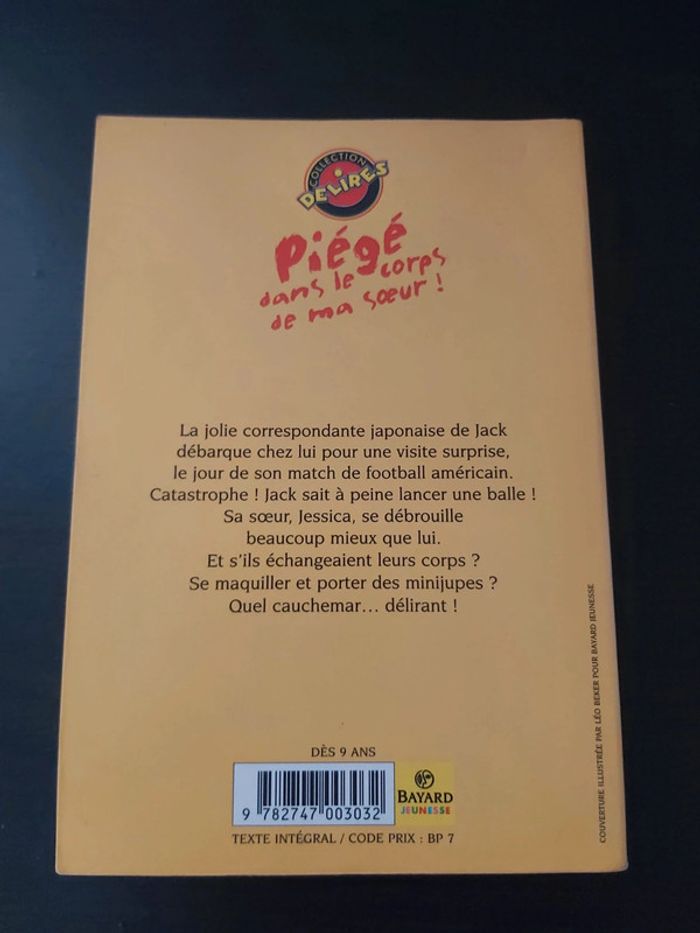 COLLECTION
DELIRES
Piégé
dans le corps
de ma sœur !
La jolie correspondante japonaise de Jack
débarque chez lui pour une visite surprise,
le jour de son match de football américain.
Catastrophe ! Jack sait à peine lancer une balle !
Sa sœur, Jessica, se débrouille
beaucoup mieux que lui.
Et s'ils échangeaient leurs corps ?
Se maquiller et porter des minijupes ?
Quel cauchemar… délirant !
COUVERTURE ILLUSTRÉE PAR LÉO BEKER POUR BAYARD JEUNESSE
DÈS 9 ANS
9 782747 003032
BAYARD
JEUNESSE
TEXTE INTÉGRAL / CODE PRIX : BP 7